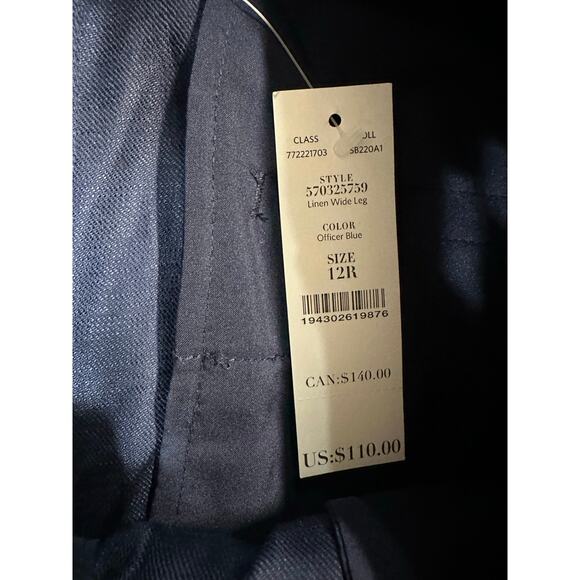 CLASS
772221703
STYLE
570325759
Linen Wide Leg
COLOR
Officer Blue
SIZE
12R
194302619876
CAN:$140.00
US:$110.00